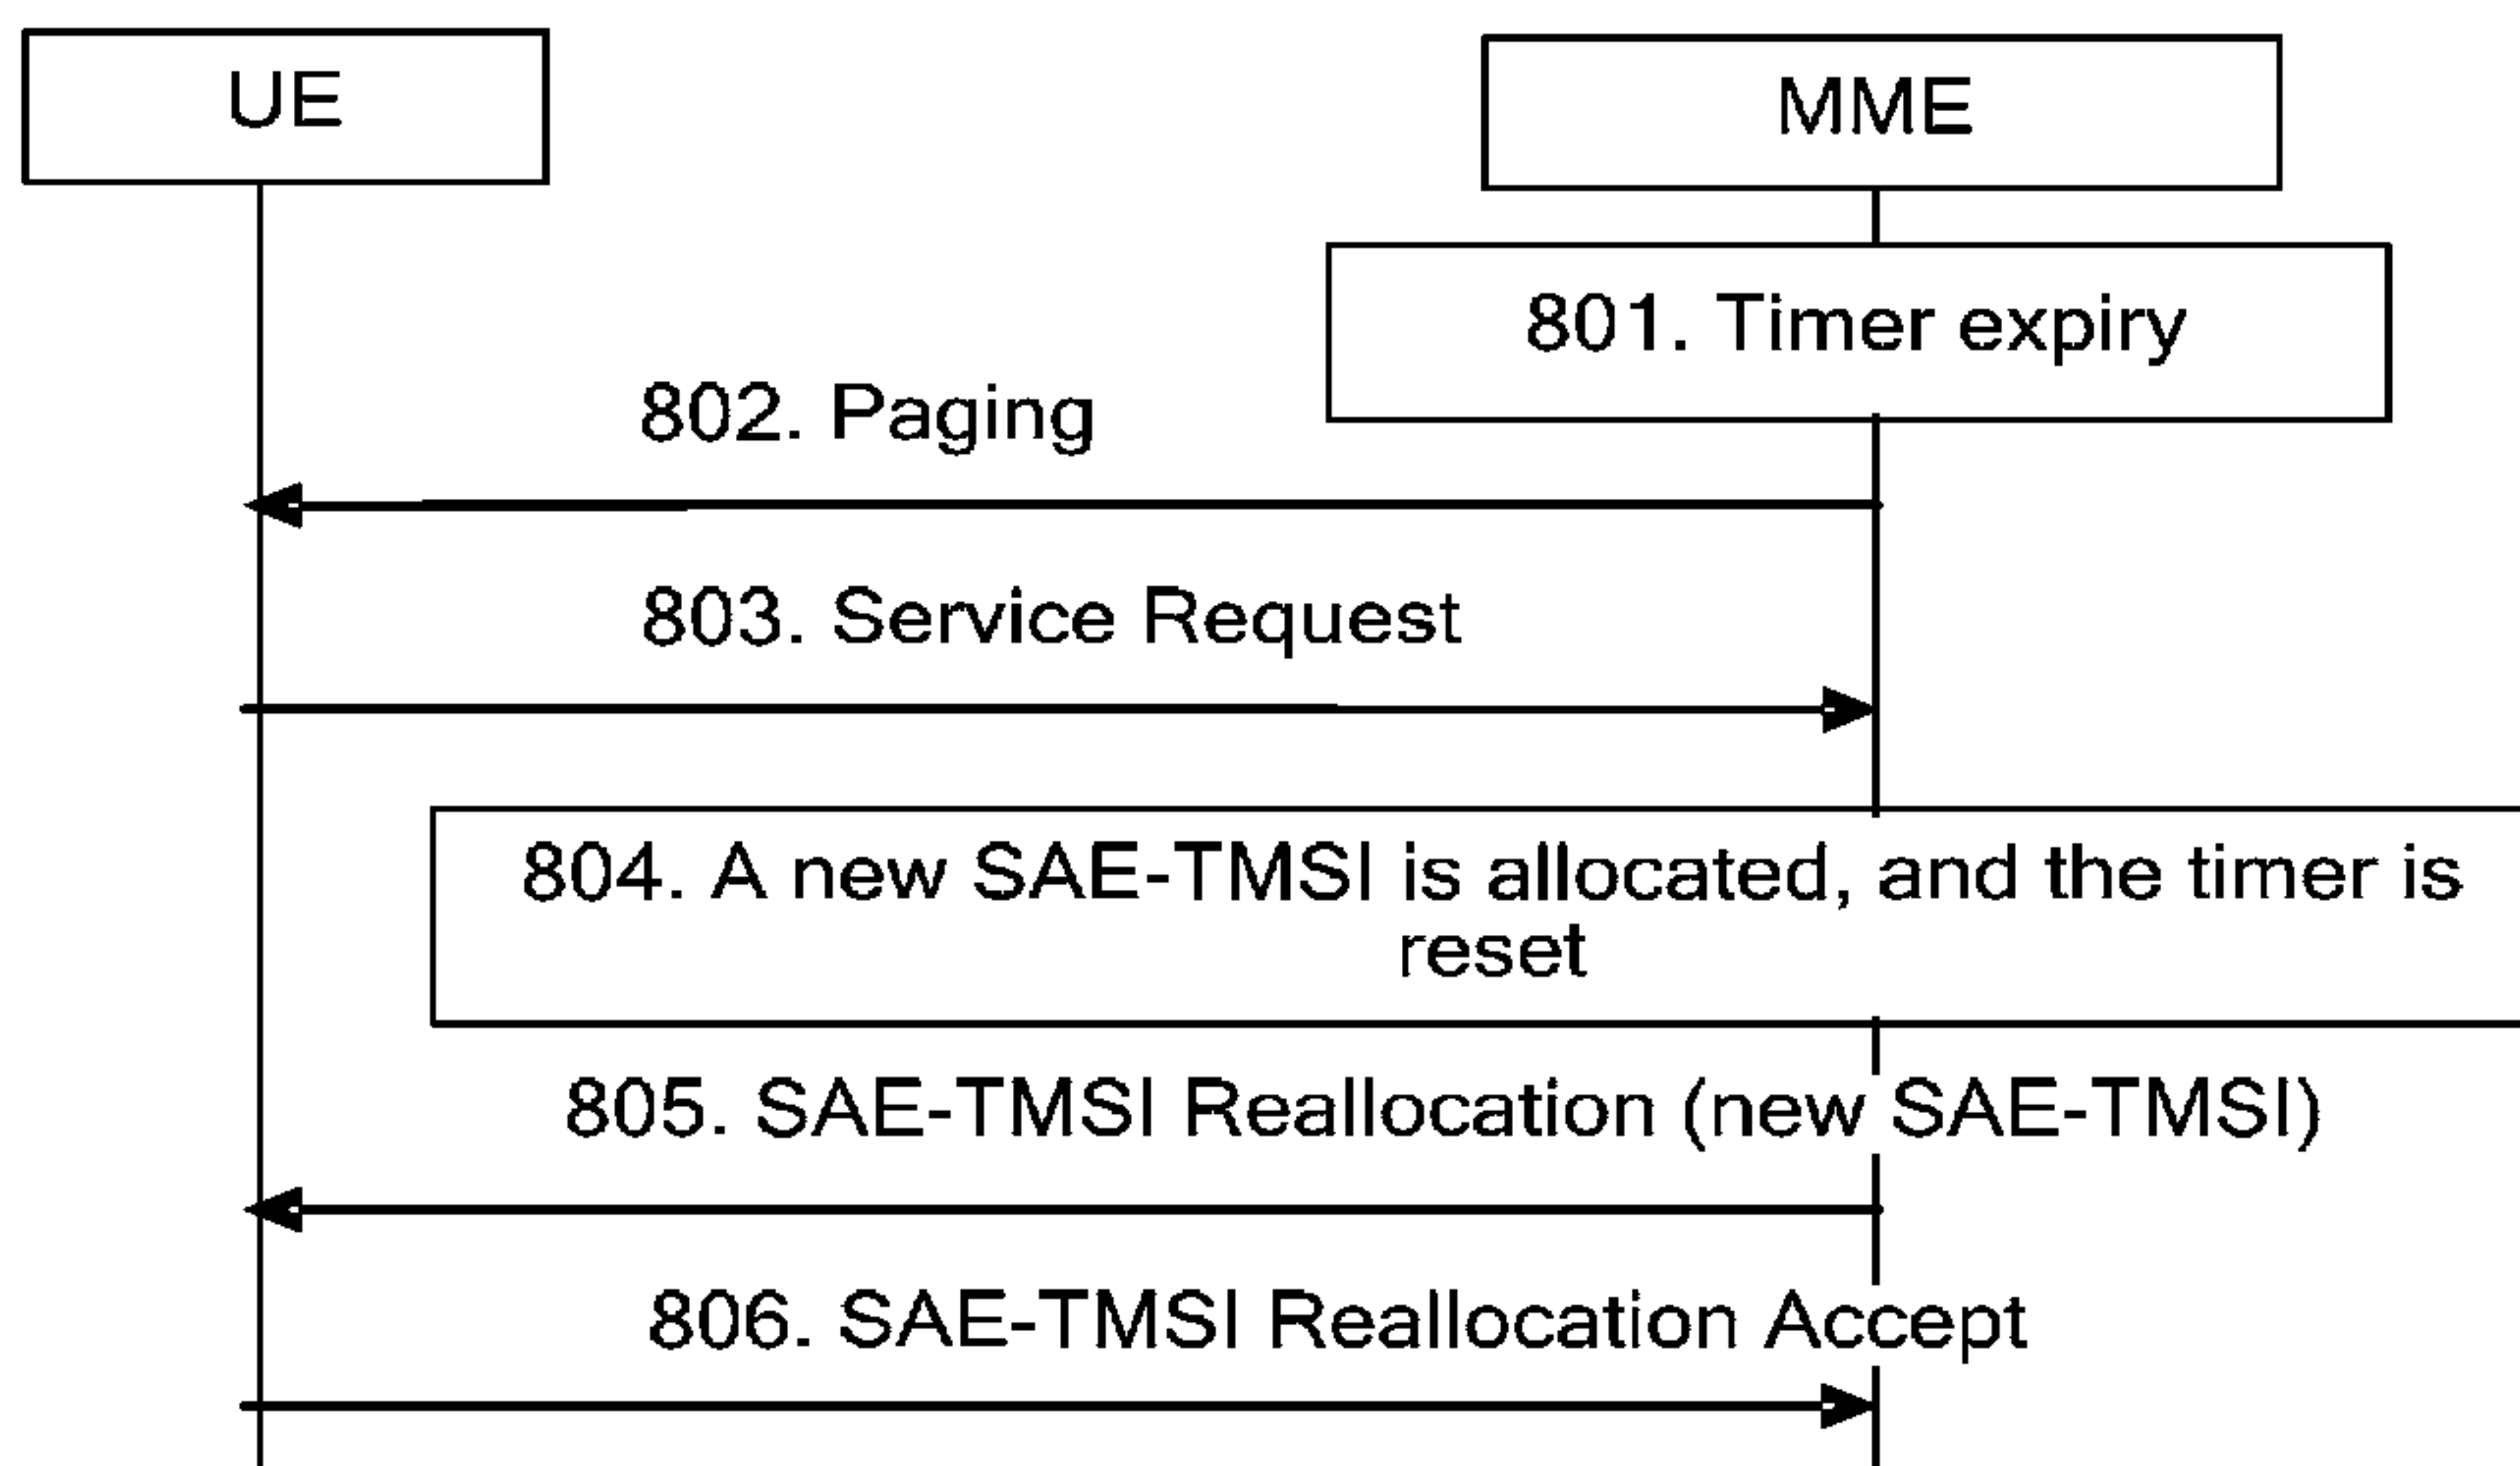 UE
MME
801. Timer expiry
802. Paging
803. Service Request
804. A new SAE-TMSI is allocated, and the timer is
reset
805. SAE-TMSI Reallocation (new SAE-TMSI)
806. SAE-TMSI Reallocation Accept